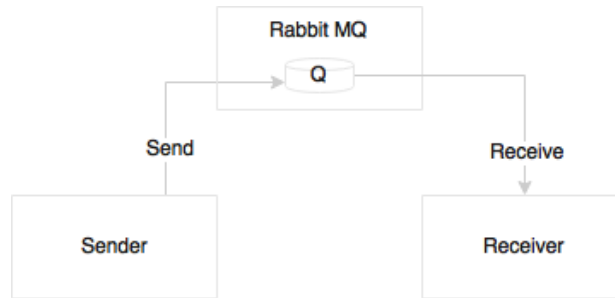 Rabbit MQ
Q
Send
Receive
Sender
Receiver